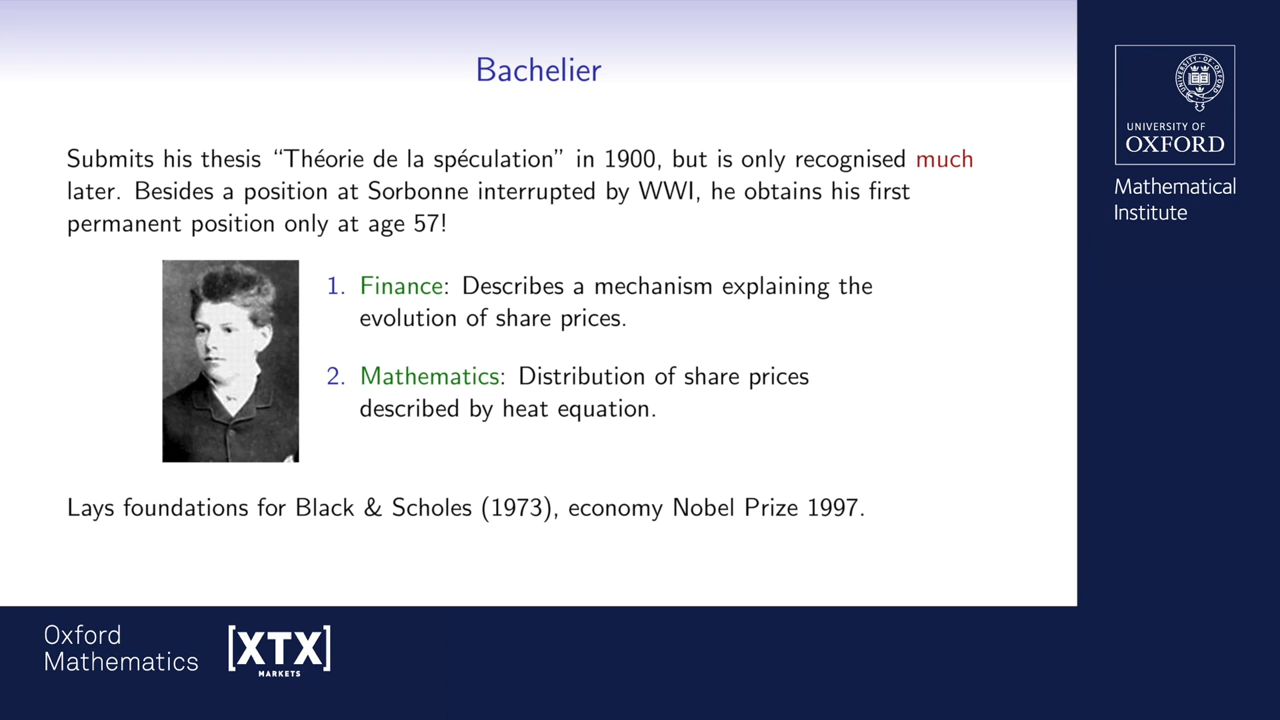 Bachelier
Submits his thesis “Théorie de la spéculation” in 1900, but is only recognised much
later. Besides a position at Sorbonne interrupted by WWI, he obtains his first
permanent position only at age 57!
1. Finance: Describes a mechanism explaining the
evolution of share prices.
2. Mathematics: Distribution of share prices
described by heat equation.
Lays foundations for Black & Scholes (1973), economy Nobel Prize 1997.
UNIVERSITY OF
OXFORD
Mathematical
Institute
Oxford
Mathematics
[XTX]
MARKETS